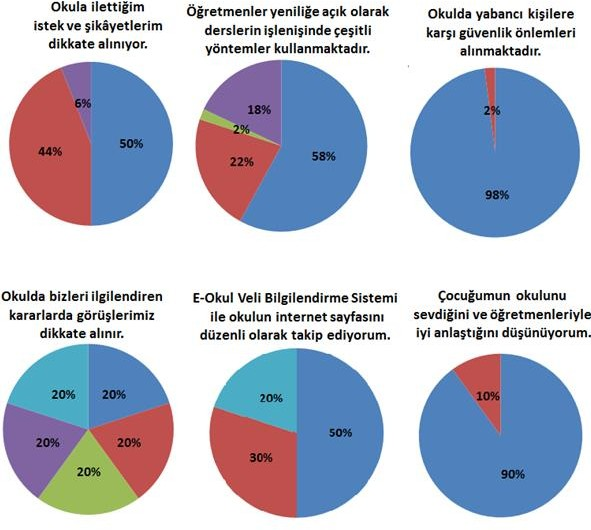 Okula ilettiğim
istek ve şikâyetlerim
dikkate alınıyor.
6%
44%
50%
Öğretmenler yeniliğe açık olarak
derslerin işlenişinde çeşitli
yöntemler kullanmaktadır.
18%
2%
22%
58%
Okulda yabancı kişilere
karşı güvenlik önlemleri
alınmaktadır.
2%
98%
Okulda bizleri ilgilendiren
kararlarda görüşlerimiz
dikkate alınır.
20%
20%
20%
20%
20%
E-Okul Veli Bilgilendirme Sistemi
ile okulun internet sayfasını
düzenli olarak takip ediyorum.
20%
50%
30%
Çocuğumun okulunu
sevdiğini ve öğretmenleriyle
iyi anlaştığını düşünüyorum.
10%
90%